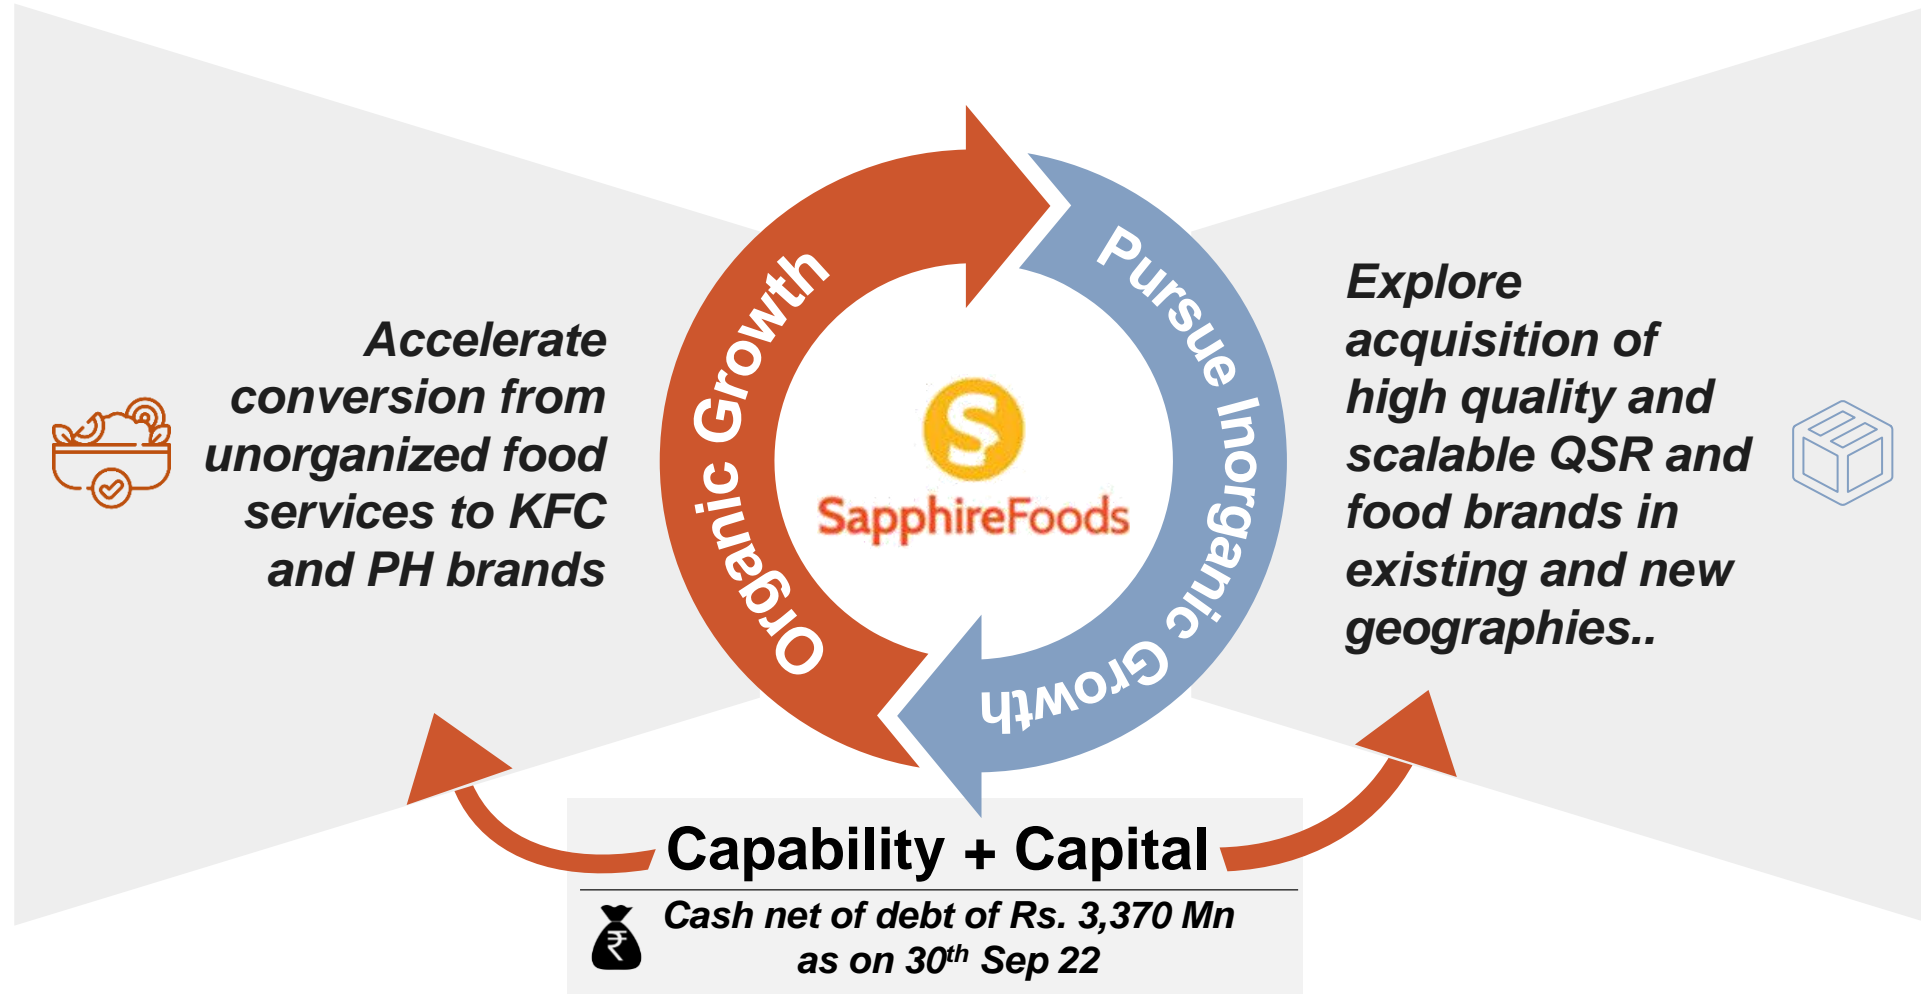 Accelerate
conversion from
unorganized food
services to KFC
and PH brands
Organic Growth
SapphireFoods
Pursue Inorganic Growth
Explore
acquisition of
high quality and
scalable QSR and
food brands in
existing and new
geographies..
Capability + Capital
₹
Cash net of debt of Rs. 3,370 Mn
as on 30th Sep 22